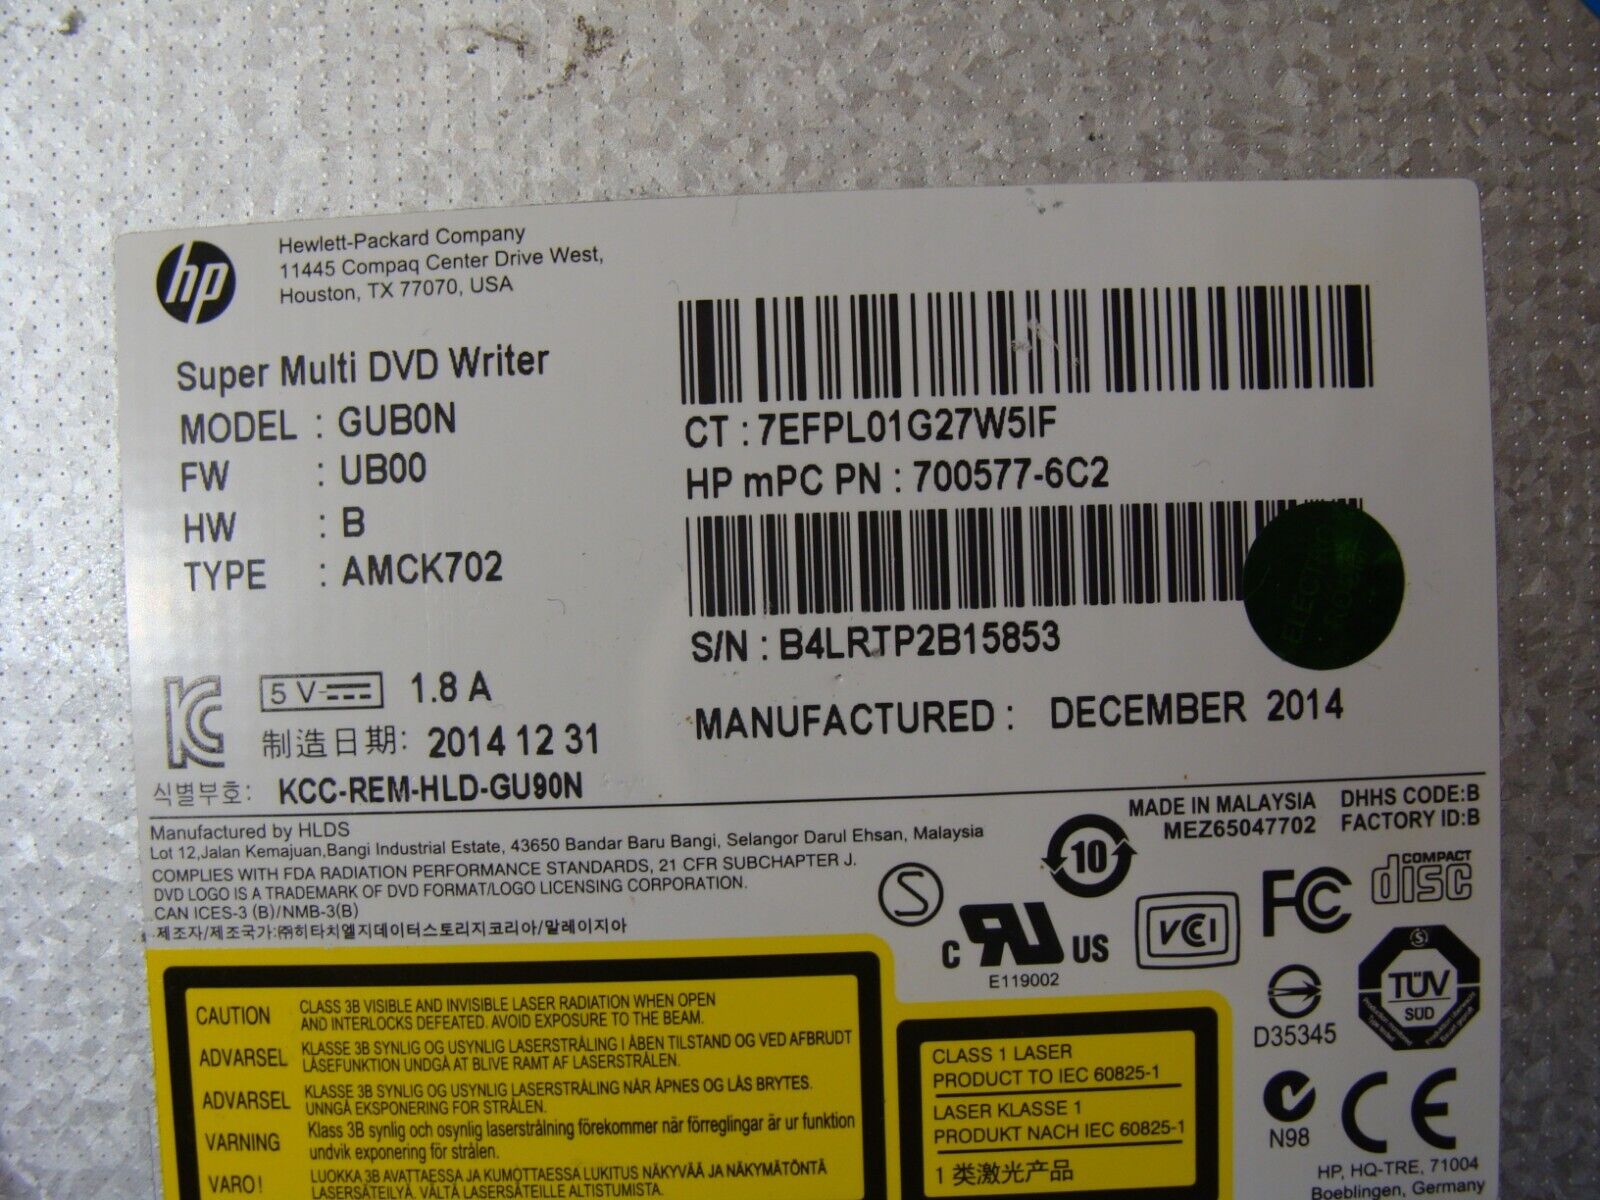 hp
Hewlett-Packard Company
11445 Compaq Center Drive West,
Houston, TX 77070, USA
Super Multi DVD Writer
MODEL : GUB0N
FW : UB00
HW : B
TYPE : AMCK702
CT : 7EFPL01G27W5IF
HP mPC PN : 700577-6C2
S/N : B4LRTP2B15853
MANUFACTURED : DECEMBER 2014
5 V 1.8 A
制造日期: 2014 12 31
식별부호: KCC-REM-HLD-GU90N
MADE IN MALAYSIA DHHS CODE:B
MEZ65047702 FACTORY ID:B
Manufactured by HLDS
Lot 12,Jalan Kemajuan,Bangi Industrial Estate, 43650 Bandar Baru Bangi, Selangor Darul Ehsan, Malaysia
COMPLIES WITH FDA RADIATION PERFORMANCE STANDARDS, 21 CFR SUBCHAPTER J.
DVD LOGO IS A TRADEMARK OF DVD FORMAT/LOGO LICENSING CORPORATION.
CAN ICES-3 (B)/NMB-3(B)
제조자/제조국가:㈜히타치엘지데이터스토리지코리아/말레이지아
S
10
COMPACT
disc
c RU US
E119002
VCI
FC
TÜV
SÜD
D35345
N98
CE
HP, HQ-TRE, 71004
Boeblingen, Germany
CAUTION CLASS 3B VISIBLE AND INVISIBLE LASER RADIATION WHEN OPEN
AND INTERLOCKS DEFEATED. AVOID EXPOSURE TO THE BEAM.
ADVARSEL KLASSE 3B SYNLIG OG USYNLIG LASERSTRÅLING I ÅBEN TILSTAND OG VED AFBRUDT
LÅSEFUNKTION UNDGÅ AT BLIVE RAMT AF LASERSTRÅLEN.
ADVARSEL KLASSE 3B SYNLIG OG USYNLIG LASERSTRÅLING NÅR ÅPNES OG LÅS BRYTES.
UNNGÅ EKSPONERING FOR STRÅLEN.
VARNING Klass 3B synlig och osynlig laserstrålning förekommer när förreglingar är ur funktion
undvik exponering för strålen.
VARO! LUOKKA 3B AVATTAESSA JA KUMOTTAESSA LUKITUS NÄKYVÄÄ JA NÄKYMÄTÖNTÄ
LASERSÄTEILYÄ. VÄLTÄ LASERSÄTEILLE ALTISTUMISTA.
CLASS 1 LASER
PRODUCT TO IEC 60825-1
LASER KLASSE 1
PRODUKT NACH IEC 60825-1
1 类激光产品